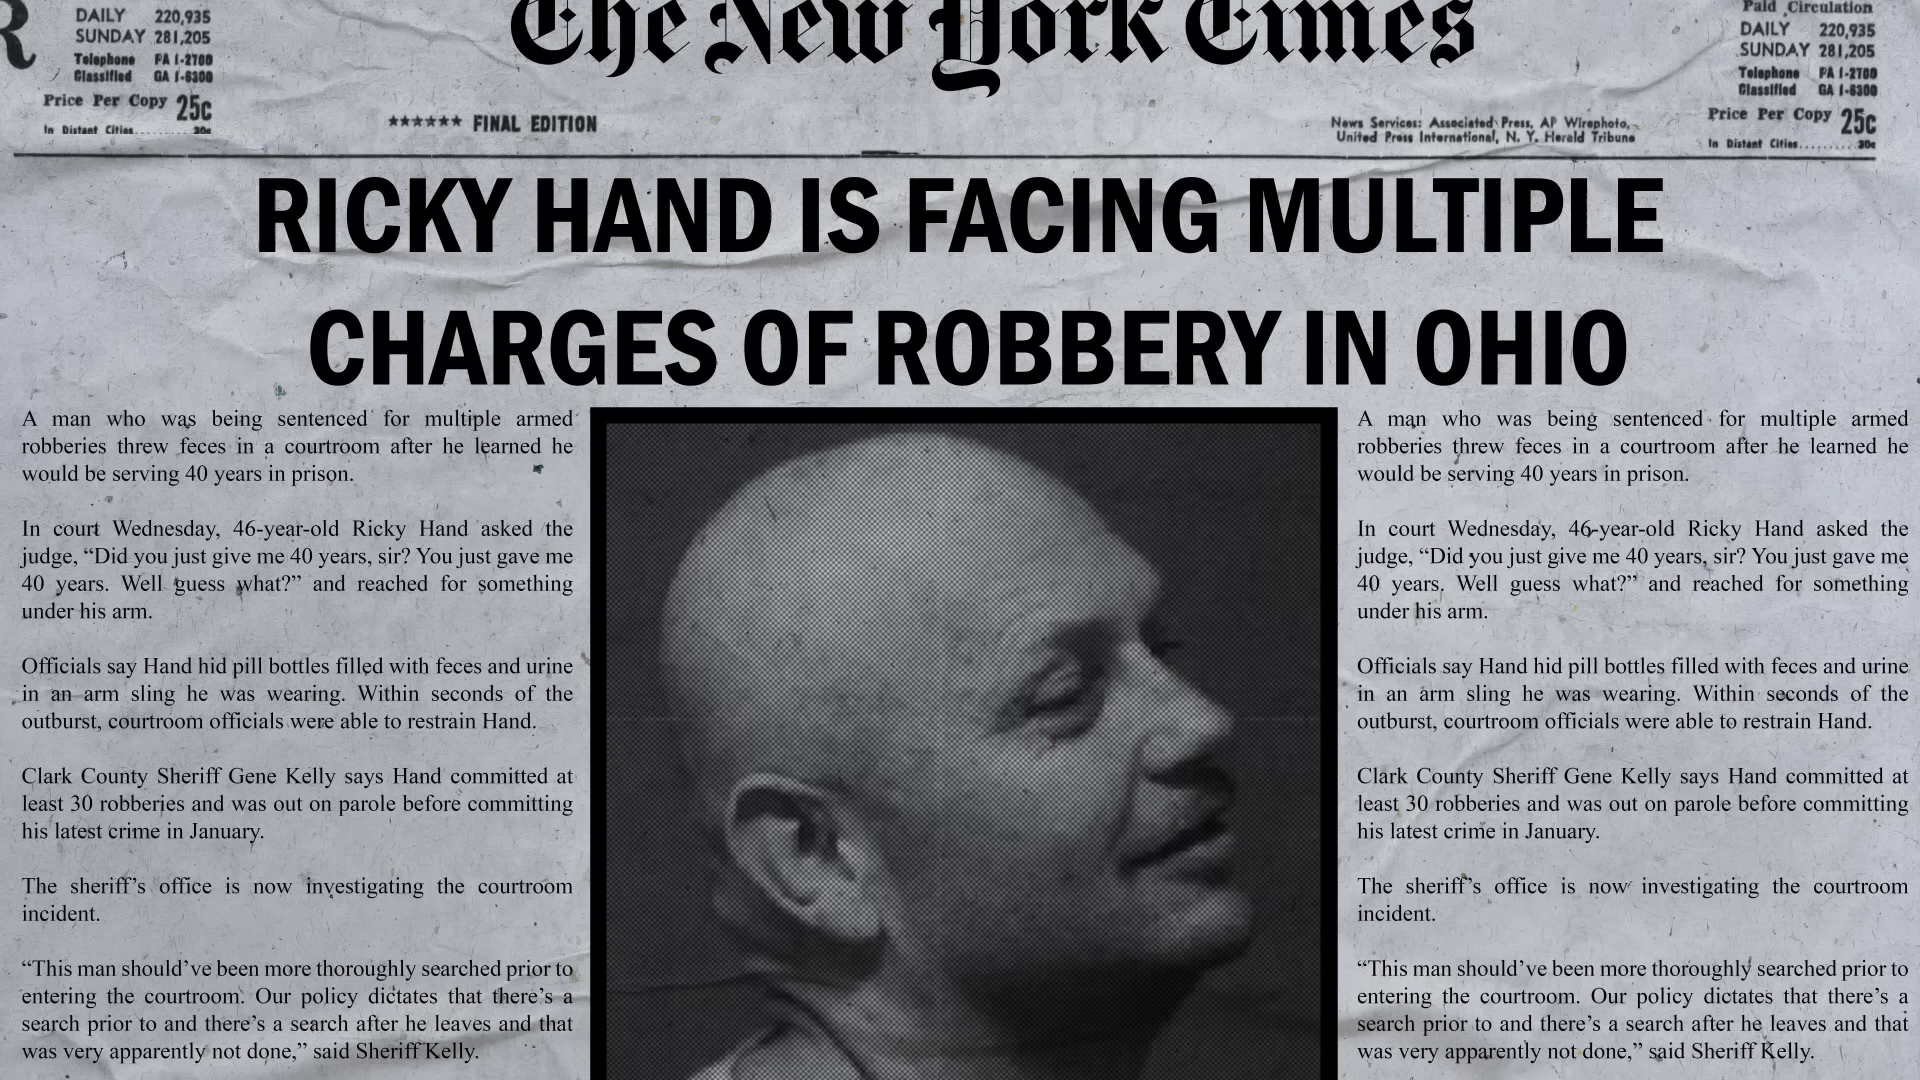 R
DAILY 220,935
SUNDAY 281,205
Telephone PA 1-2700
Classified GA 1-6300
Price Per Copy 25c
In Distant Cities........ 30c
The New York Times
****** FINAL EDITION
News Services: Associated Press, AP Wirephoto,
United Press International, N. Y. Herald Tribune
Paid Circulation
DAILY 220,935
SUNDAY 281,205
Telephone PA 1-2700
Classified GA 1-6300
Price Per Copy 25c
In Distant Cities........ 30c
RICKY HAND IS FACING MULTIPLE
CHARGES OF ROBBERY IN OHIO
A man who was being sentenced for multiple armed
robberies threw feces in a courtroom after he learned he
would be serving 40 years in prison.
In court Wednesday, 46-year-old Ricky Hand asked the
judge, “Did you just give me 40 years, sir? You just gave me
40 years. Well guess what?” and reached for something
under his arm.
Officials say Hand hid pill bottles filled with feces and urine
in an arm sling he was wearing. Within seconds of the
outburst, courtroom officials were able to restrain Hand.
Clark County Sheriff Gene Kelly says Hand committed at
least 30 robberies and was out on parole before committing
his latest crime in January.
The sheriff’s office is now investigating the courtroom
incident.
“This man should’ve been more thoroughly searched prior to
entering the courtroom. Our policy dictates that there’s a
search prior to and there’s a search after he leaves and that
was very apparently not done,” said Sheriff Kelly.
A man who was being sentenced for multiple armed
robberies threw feces in a courtroom after he learned he
would be serving 40 years in prison.
In court Wednesday, 46-year-old Ricky Hand asked the
judge, “Did you just give me 40 years, sir? You just gave me
40 years. Well guess what?” and reached for something
under his arm.
Officials say Hand hid pill bottles filled with feces and urine
in an arm sling he was wearing. Within seconds of the
outburst, courtroom officials were able to restrain Hand.
Clark County Sheriff Gene Kelly says Hand committed at
least 30 robberies and was out on parole before committing
his latest crime in January.
The sheriff’s office is now investigating the courtroom
incident.
“This man should’ve been more thoroughly searched prior to
entering the courtroom. Our policy dictates that there’s a
search prior to and there’s a search after he leaves and that
was very apparently not done,” said Sheriff Kelly.